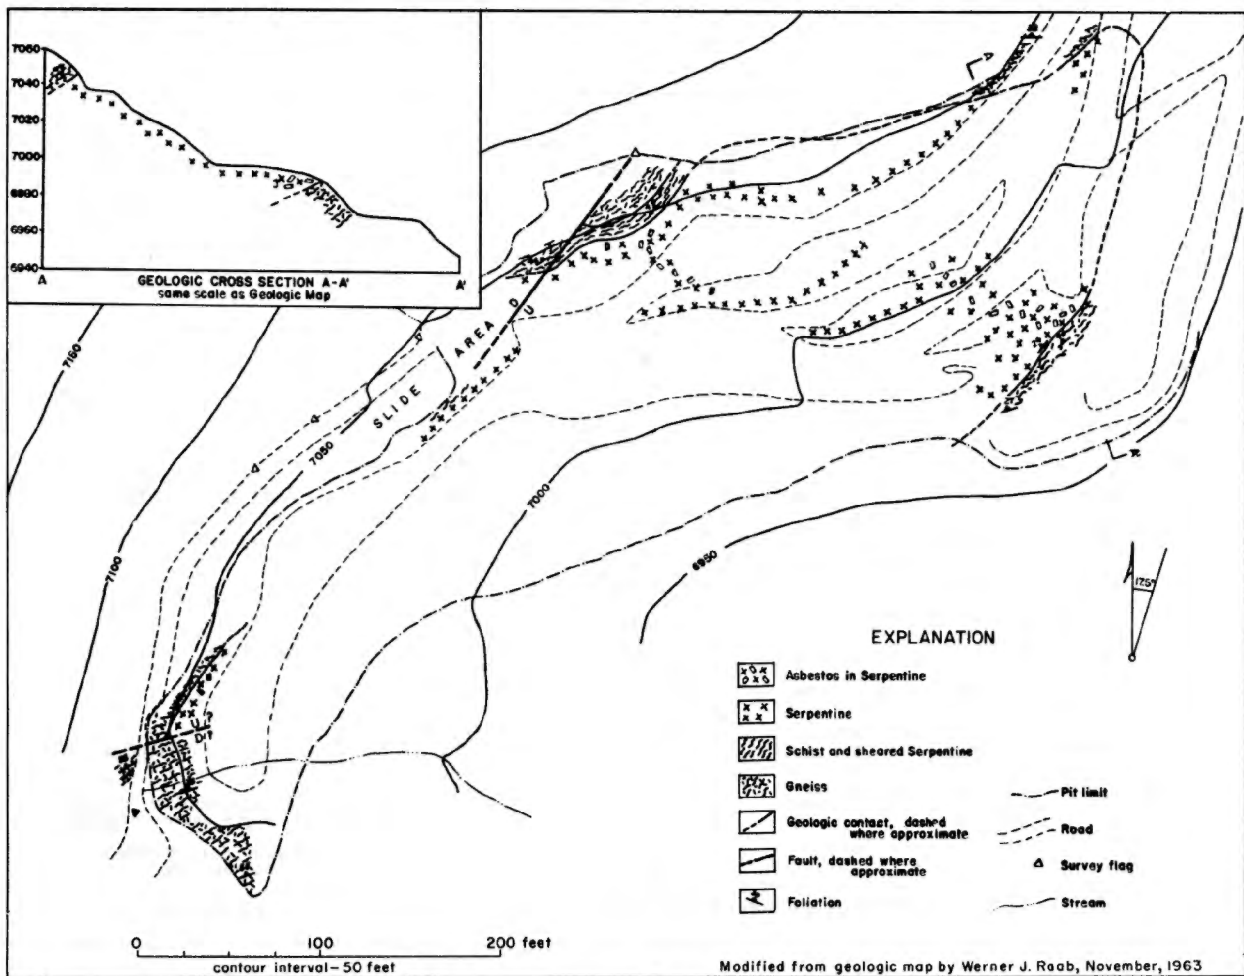 7060
7040
7020
7000
6980
6960
6940
A
A'
GEOLOGIC CROSS SECTION A-A'
same scale as Geologic Map
A
D
U
SLIDE AREA
7150
7100
7050
7000
6950
U
D
?
17.5°
EXPLANATION
Asbestos in Serpentine
Serpentine
Schist and sheared Serpentine
Gneiss
Geologic contact, dashed
where approximate
Fault, dashed where
approximate
Foliation
Pit limit
Road
Survey flag
Stream
0 100 200 feet
contour interval-50 feet
Modified from geologic map by Werner J. Raab, November, 1963